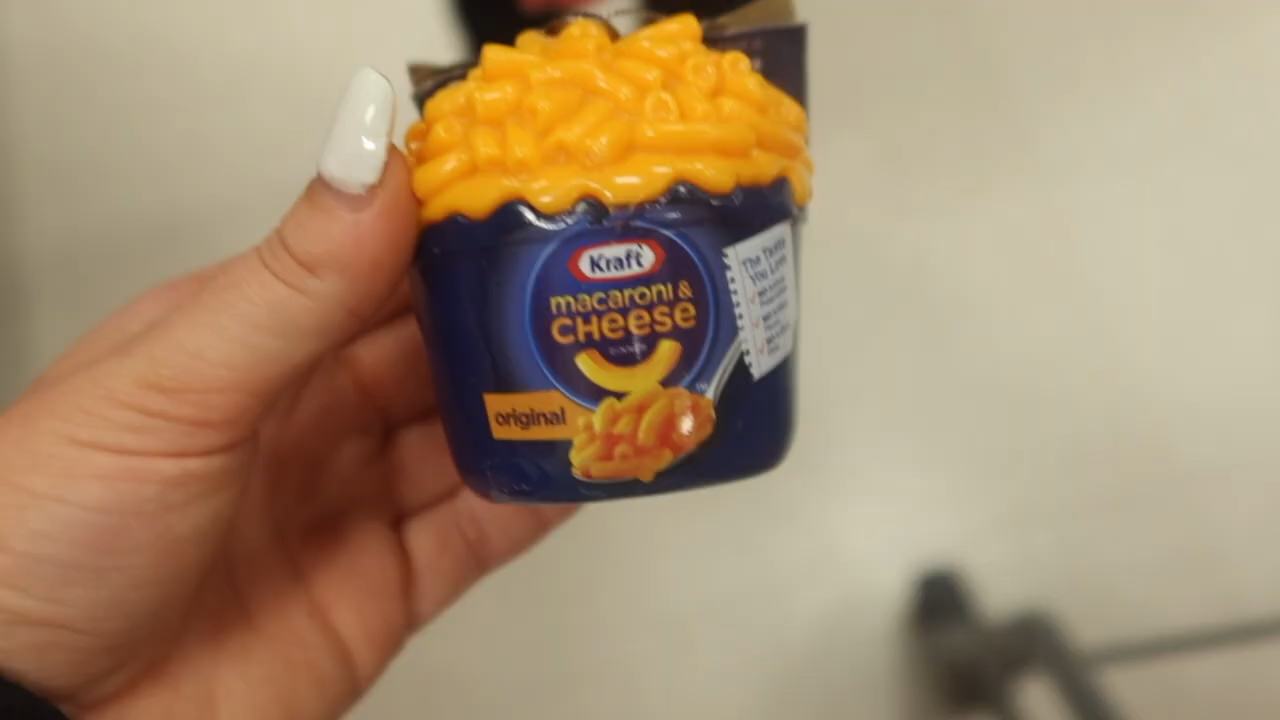 Kraft
macaroni &
CHeese
The Taste
You Love
original